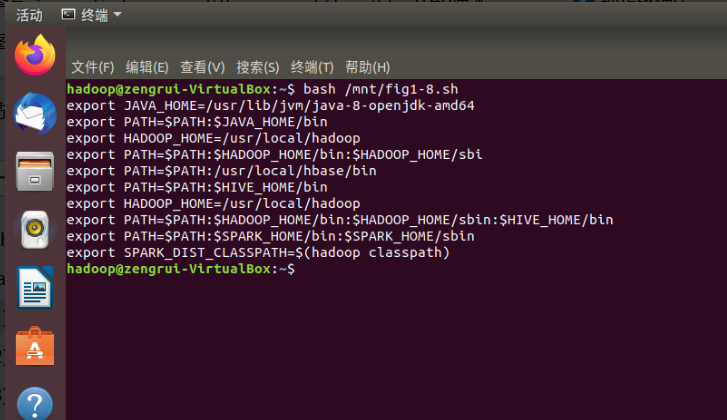 活动 终端
文件(F) 编辑(E) 查看(V) 搜索(S) 终端(T) 帮助(H)
hadoop@zengrui-VirtualBox:~$ bash /mnt/fig1-8.sh
export JAVA_HOME=/usr/lib/jvm/java-8-openjdk-amd64
export PATH=$PATH:$JAVA_HOME/bin
export HADOOP_HOME=/usr/local/hadoop
export PATH=$PATH:$HADOOP_HOME/bin:$HADOOP_HOME/sbi
export PATH=$PATH:/usr/local/hbase/bin
export PATH=$PATH:$HIVE_HOME/bin
export HADOOP_HOME=/usr/local/hadoop
export PATH=$PATH:$HADOOP_HOME/bin:$HADOOP_HOME/sbin:$HIVE_HOME/bin
export PATH=$PATH:$SPARK_HOME/bin:$SPARK_HOME/sbin
export SPARK_DIST_CLASSPATH=$(hadoop classpath)
hadoop@zengrui-VirtualBox:~$